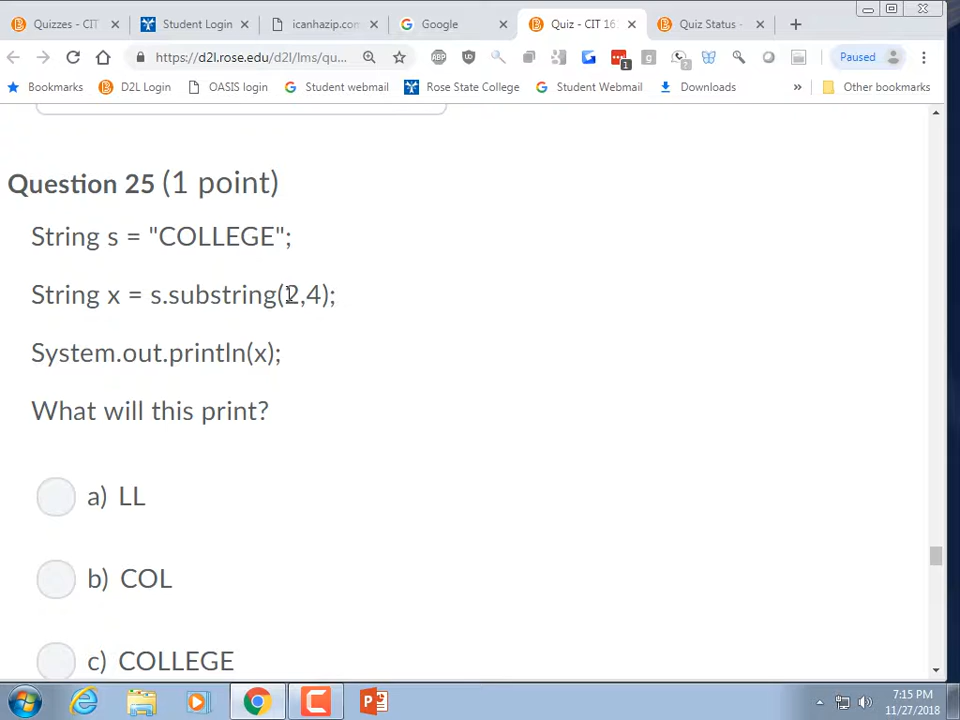 Quizzes - CIT
Student Login
icanhazip.com
Google
Quiz - CIT 16
Quiz Status -
https://d2l.rose.edu/d2l/lms/qu...
ABP
1
g
?
Paused
Bookmarks
D2L Login
OASIS login
Student webmail
Rose State College
Student Webmail
Downloads
»
Other bookmarks
Question 25 (1 point)
String s = "COLLEGE";
String x = s.substring(2,4);
System.out.println(x);
What will this print?
a) LL
b) COL
c) COLLEGE
7:15 PM
11/27/2018